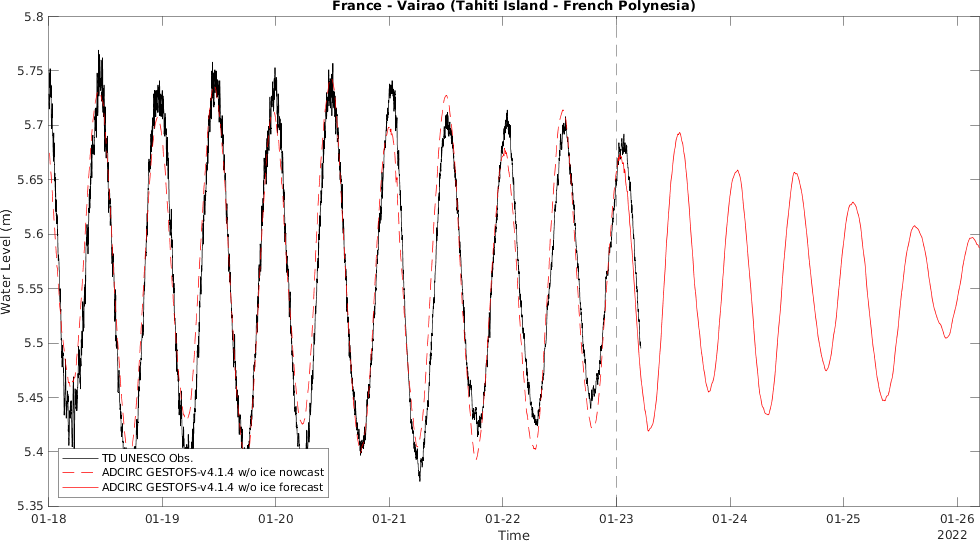 France - Vairao (Tahiti Island - French Polynesia)
5.8
5.75
5.7
5.65
5.6
5.55
5.5
5.45
5.4
5.35
Water Level (m)
TD UNESCO Obs.
ADCIRC GESTOFS-v4.1.4 w/o ice nowcast
ADCIRC GESTOFS-v4.1.4 w/o ice forecast
01-18 01-19 01-20 01-21 01-22 01-23 01-24 01-25 01-26
2022
Time